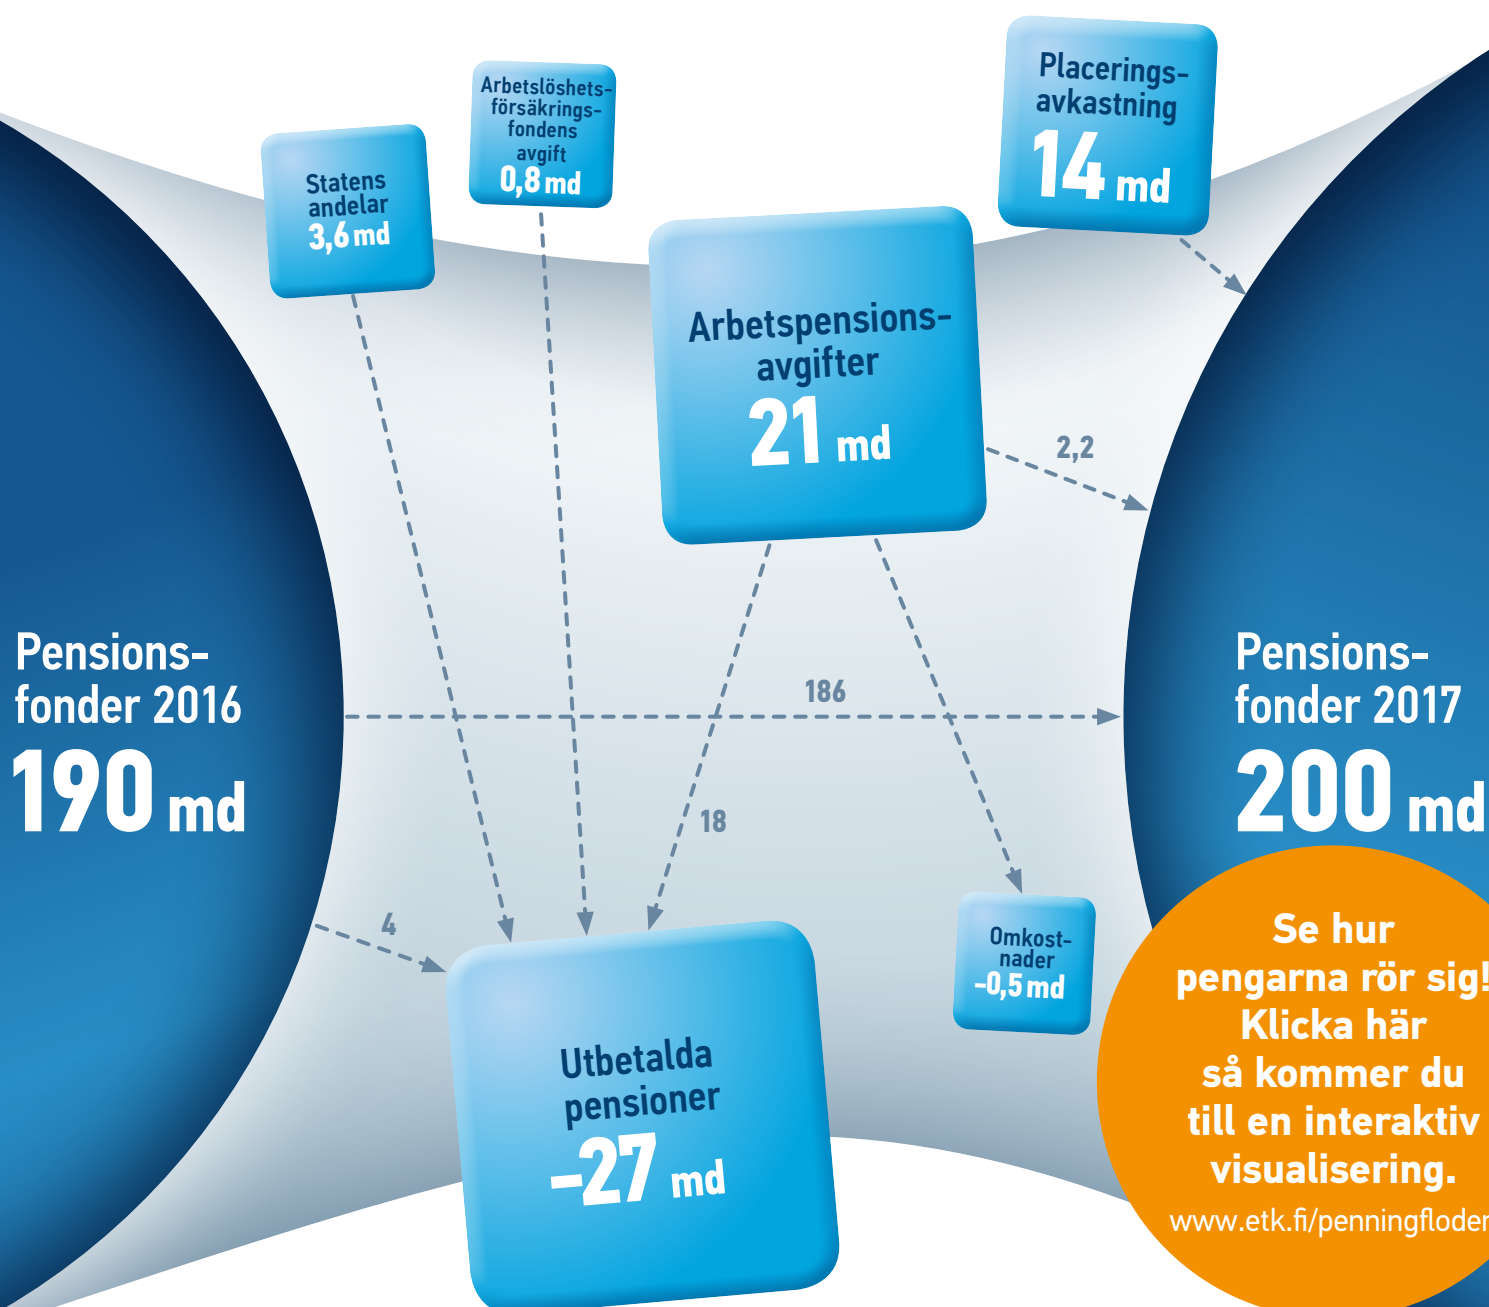 Placerings-
avkastning
14 md
Arbetslöshets-
försäkrings-
fondens
avgift
0,8 md
Statens
andelar
3,6 md
Arbetspensions-
avgifter
21 md
2,2
Pensions-
fonder 2016
190 md
186
Pensions-
fonder 2017
200 md
18
4
Omkost-
nader
-0,5 md
Utbetalda
pensioner
-27 md
Se hur
pengarna rör sig!
Klicka här
så kommer du
till en interaktiv
visualisering.
www.etk.fi/penningfloden